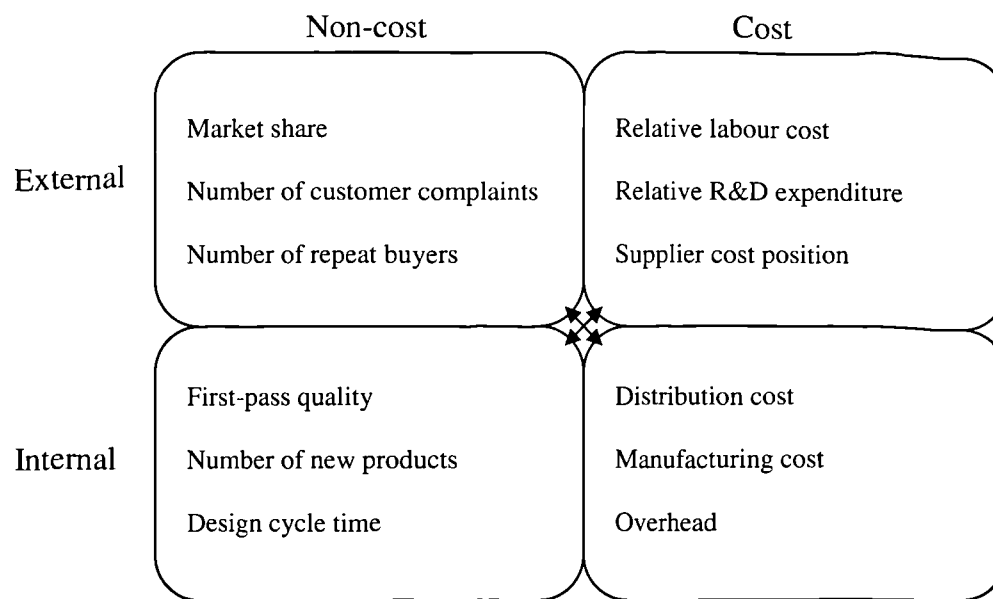 Non-cost
Cost
External
Market share
Number of customer complaints
Number of repeat buyers
Relative labour cost
Relative R&D expenditure
Supplier cost position
Internal
First-pass quality
Number of new products
Design cycle time
Distribution cost
Manufacturing cost
Overhead